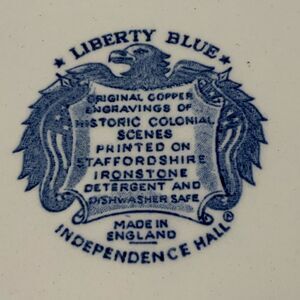 ★ LIBERTY BLUE ★
ORIGINAL COPPER
ENGRAVINGS OF
HISTORIC COLONIAL
SCENES
PRINTED ON
STAFFORDSHIRE
IRONSTONE
DETERGENT AND
DISHWASHER SAFE
MADE IN
ENGLAND
INDEPENDENCE HALL®